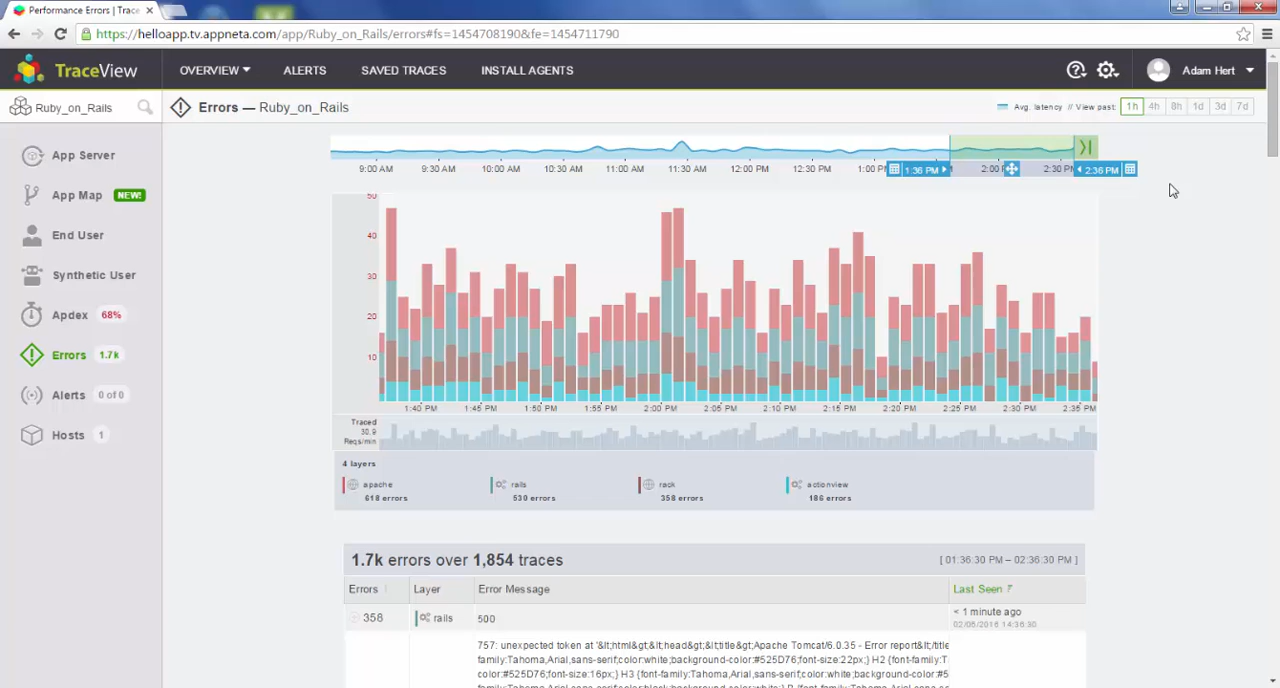 Performance Errors | Trace
https://helloapp.tv.appneta.com/app/Ruby_on_Rails/errors#fs=1454708190&fe=1454711790
TraceView
OVERVIEW
ALERTS
SAVED TRACES
INSTALL AGENTS
Adam Hert
Ruby_on_Rails
Errors — Ruby_on_Rails
Avg. latency // View past:
1h 4h 8h 1d 3d 7d
App Server
App Map NEW!
End User
Synthetic User
Apdex 68%
Errors 1.7k
Alerts 0 of 0
Hosts 1
9:00 AM 9:30 AM 10:00 AM 10:30 AM 11:00 AM 11:30 AM 12:00 PM 12:30 PM 1:00 P 1:36 PM 2:00 2:30 PM 2:36 PM
50
40
30
20
10
1:40 PM 1:45 PM 1:50 PM 1:55 PM 2:00 PM 2:05 PM 2:10 PM 2:15 PM 2:20 PM 2:25 PM 2:30 PM 2:35 PM
Traced
30.9
Reqs/min
4 layers
apache rails rack actionview
618 errors 530 errors 358 errors 186 errors
1.7k errors over 1,854 traces [ 01:36:30 PM – 02:36:30 PM ]
Errors Layer Error Message Last Seen
358 rails 500 < 1 minute ago
02/05/2016 14:36:30
757: unexpected token at '&lt;html&gt;&lt;head&gt;&lt;title&gt;Apache Tomcat/6.0.35 - Error report&lt;/title
family:Tahoma,Arial,sans-serif;color:white;background-color:#525D76;font-size:22px;} H2 {font-family:T
color:#525D76;font-size:16px;} H3 {font-family:Tahoma,Arial,sans-serif;color:white;background-color:#5